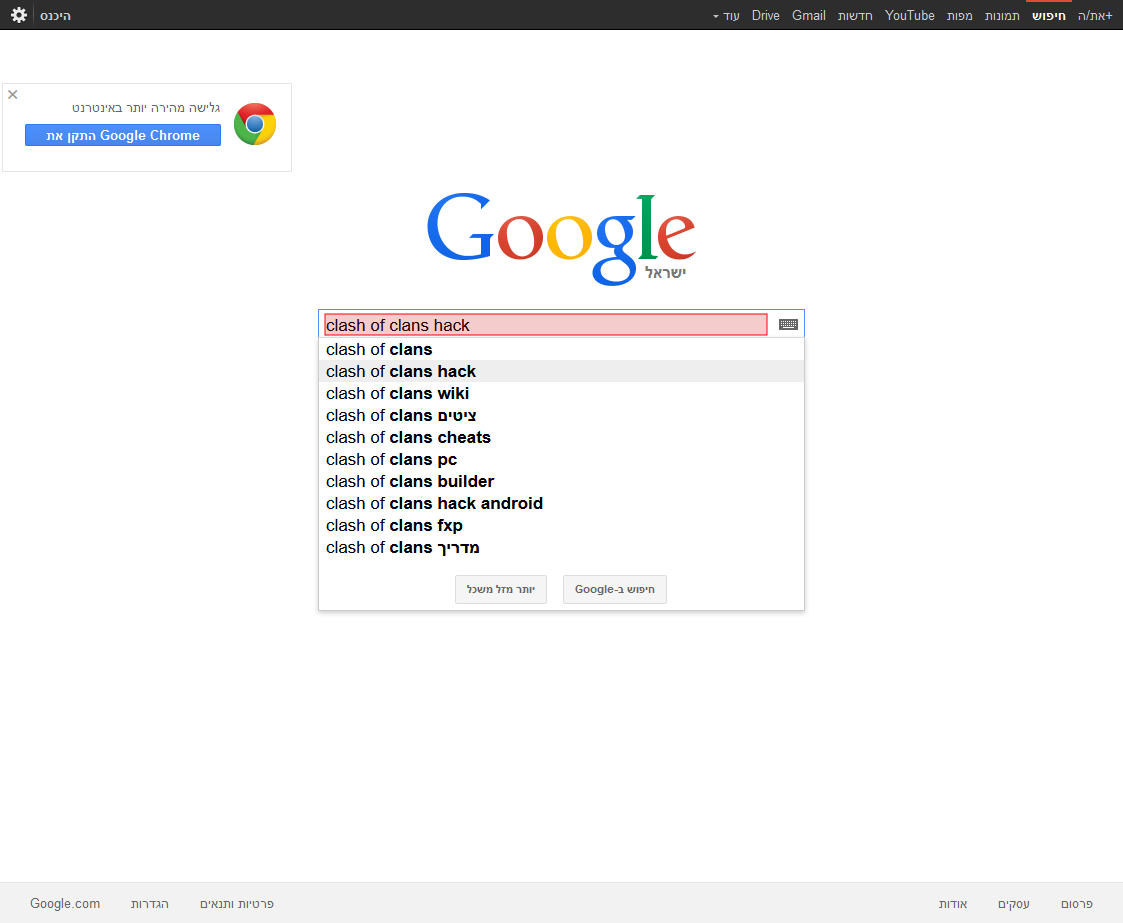 +את/ה חיפוש תמונות מפות YouTube חדשות Gmail Drive עוד
היכנס
גלישה מהירה יותר באינטרנט
התקן את Google Chrome
Google
ישראל
clash of clans hack
clash of clans
clash of clans hack
clash of clans wiki
clash of clans ציטים
clash of clans cheats
clash of clans pc
clash of clans builder
clash of clans hack android
clash of clans fxp
clash of clans מדריך
חיפוש ב-Google יותר מזל משכל
פרסום עסקים אודות פרטיות ותנאים הגדרות Google.com